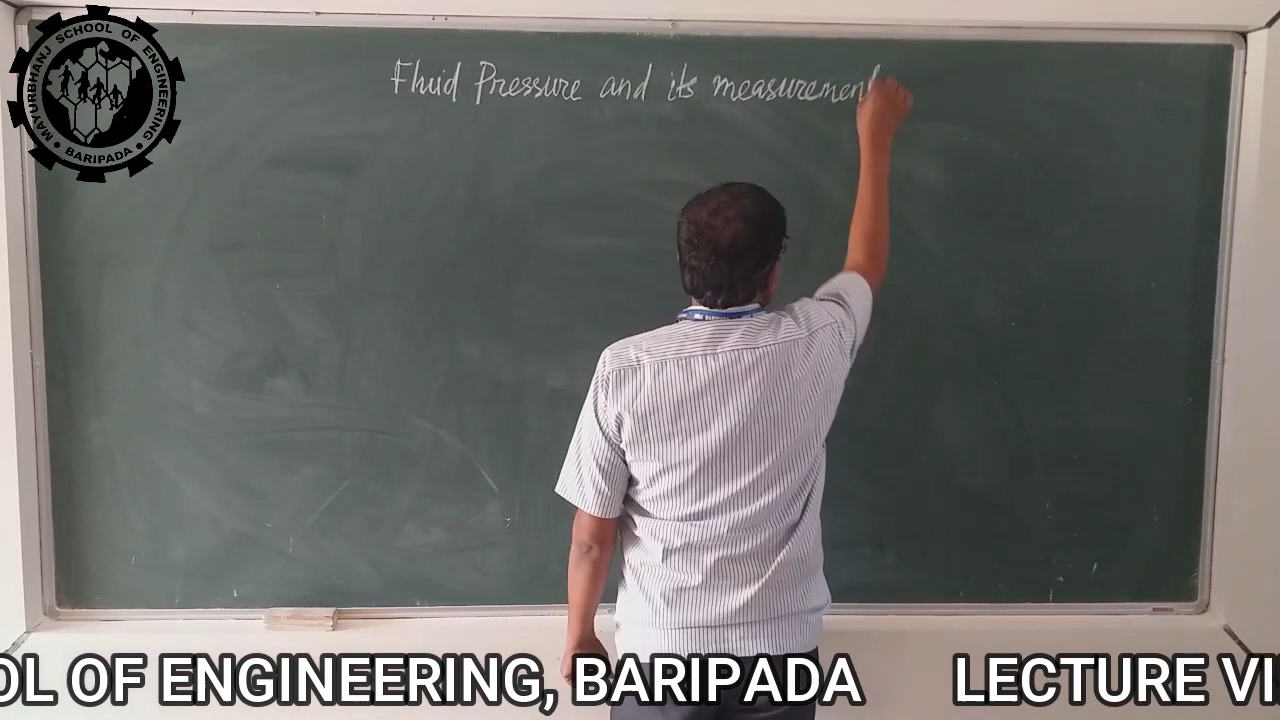 MAYURBHANJ SCHOOL OF ENGINEERING
• BARIPADA •
Fluid Pressure and its measurement
OL OF ENGINEERING, BARIPADA LECTURE VI